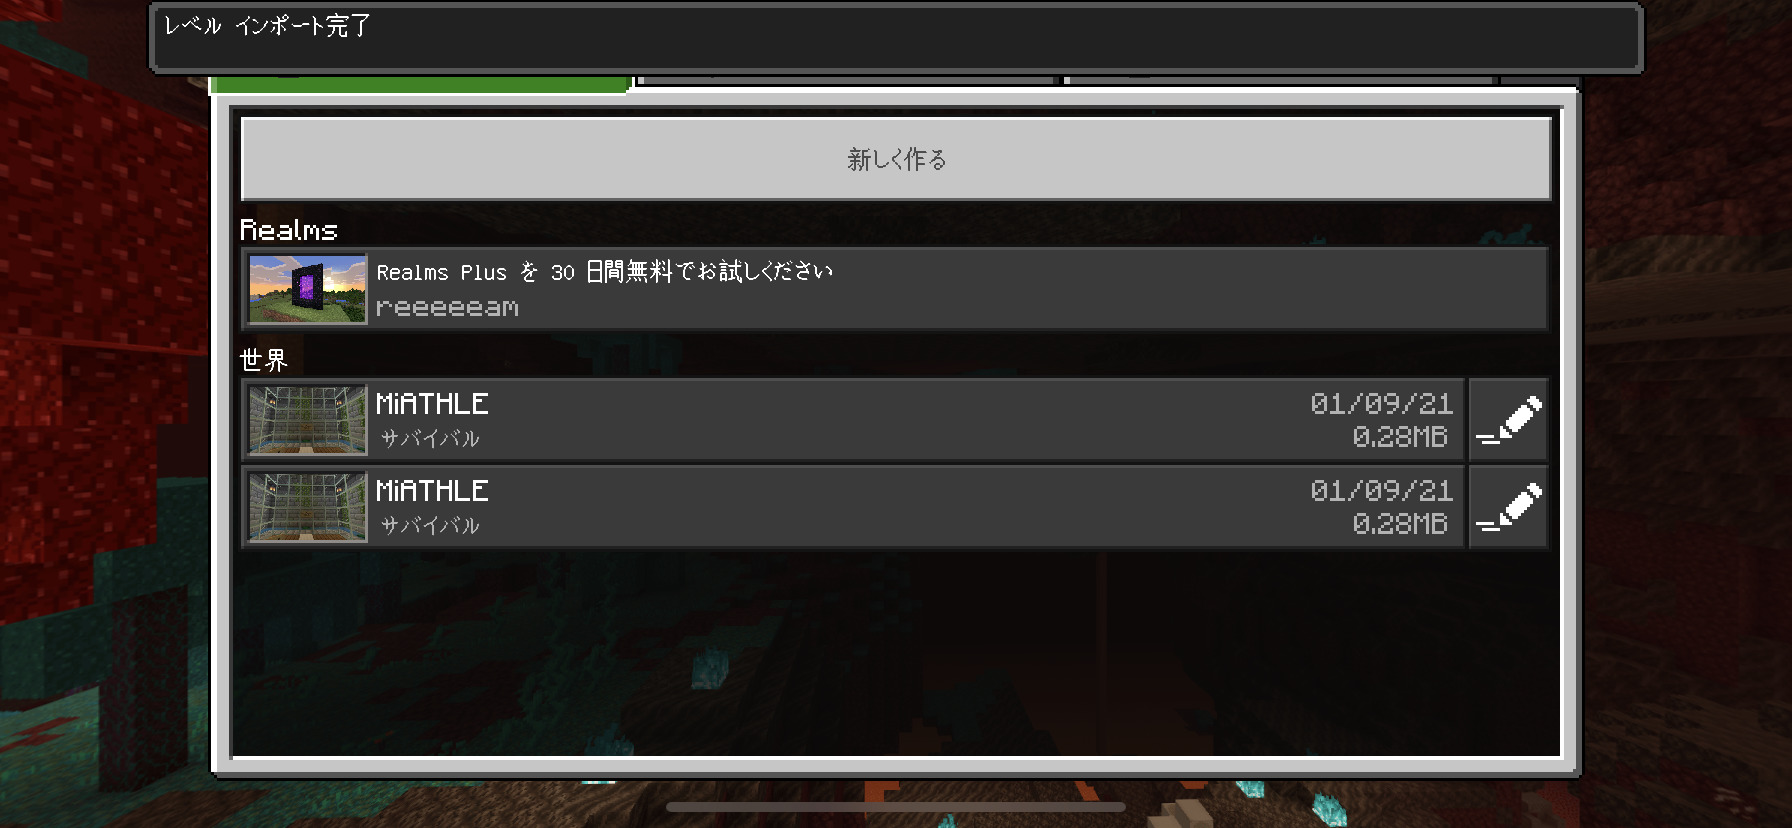 レベル インポート完了
新しく作る
Realms
Realms Plus を 30 日間無料でお試しください
reeeeeam
世界
MiATHLE
01/09/21
サバイバル
0.28MB
MiATHLE
01/09/21
サバイバル
0.28MB